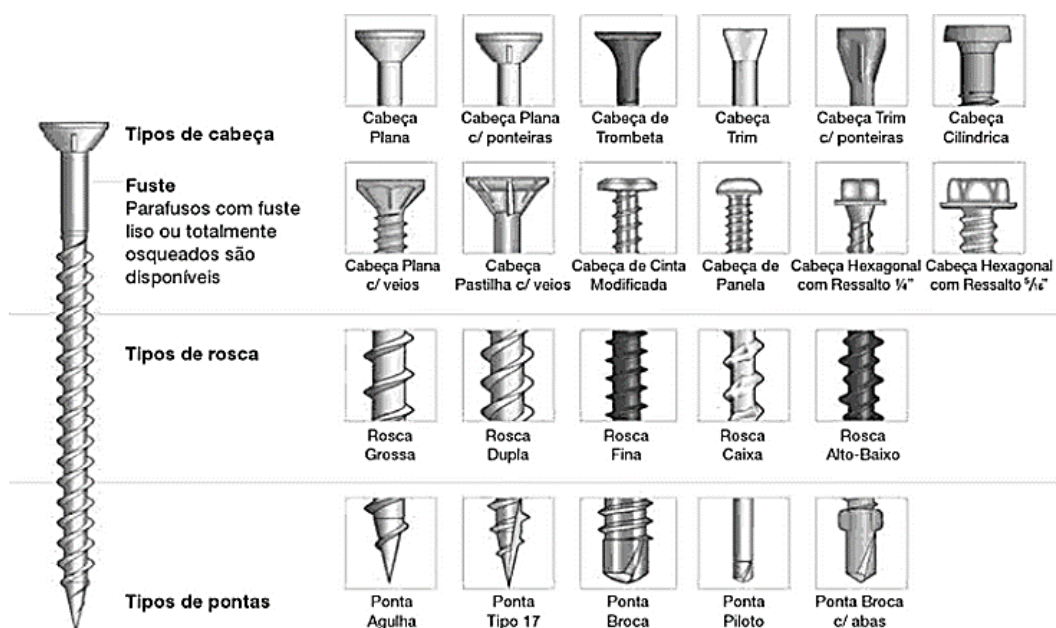 Tipos de cabeça
Cabeça
Plana
Cabeça Plana
c/ ponteiras
Cabeça de
Trombeta
Cabeça
Trim
Cabeça Trim
c/ ponteiras
Cabeça
Cilíndrica
Fuste
Parafusos com fuste
liso ou totalmente
osqueados são
disponíveis
Cabeça Plana
c/ veios
Cabeça
Pastilha c/ veios
Cabeça de Cinta
Modificada
Cabeça de
Panela
Cabeça Hexagonal
com Ressalto ¼"
Cabeça Hexagonal
com Ressalto 5/16"
Tipos de rosca
Rosca
Grossa
Rosca
Dupla
Rosca
Fina
Rosca
Caixa
Rosca
Alto-Baixo
Tipos de pontas
Ponta
Agulha
Ponta
Tipo 17
Ponta
Broca
Ponta
Piloto
Ponta Broca
c/ abas